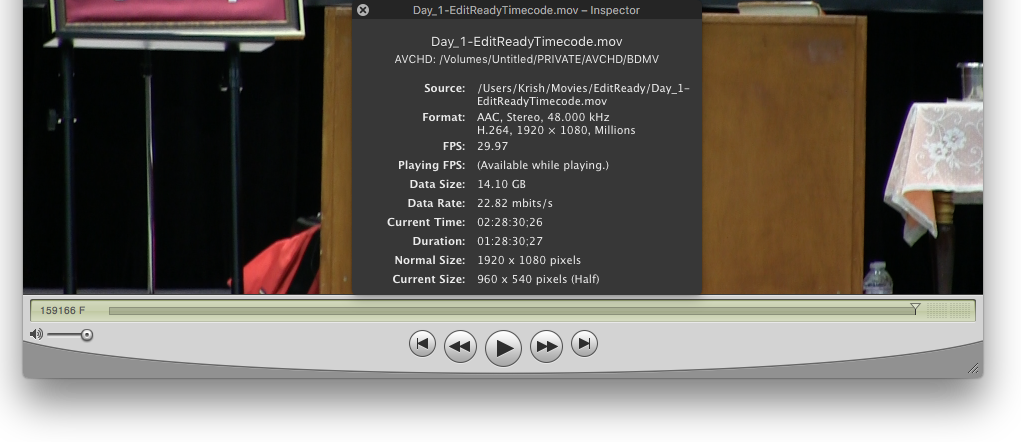 Day_1-EditReadyTimecode.mov – Inspector
Day_1-EditReadyTimecode.mov
AVCHD: /Volumes/Untitled/PRIVATE/AVCHD/BDMV
Source: /Users/Krish/Movies/EditReady/Day_1-
EditReadyTimecode.mov
Format: AAC, Stereo, 48.000 kHz
H.264, 1920 × 1080, Millions
FPS: 29.97
Playing FPS: (Available while playing.)
Data Size: 14.10 GB
Data Rate: 22.82 mbits/s
Current Time: 02:28:30;26
Duration: 01:28:30;27
Normal Size: 1920 x 1080 pixels
Current Size: 960 x 540 pixels (Half)
159166 F